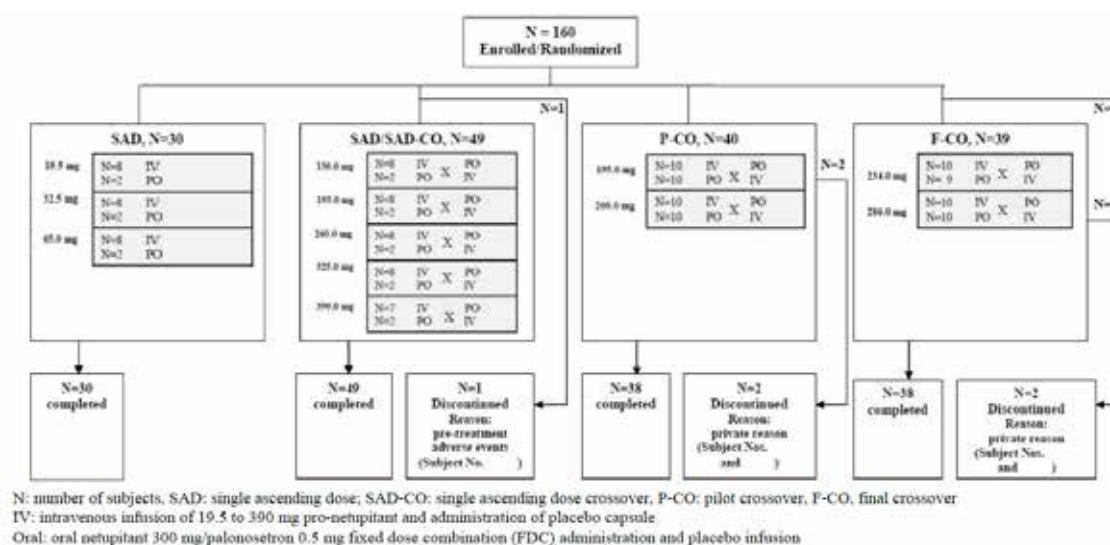 N = 160
Enrolled/Randomized
N=1
N=
SAD, N=30
19.5 mg
N=8 IV
N=2 PO
32.5 mg
N=8 IV
N=2 PO
65.0 mg
N=8 IV
N=2 PO
SAD/SAD-CO, N=49
130.0 mg
N=8 IV X PO
N=2 PO IV
195.0 mg
N=8 IV X PO
N=2 PO IV
260.0 mg
N=8 IV X PO
N=2 PO IV
325.0 mg
N=8 IV X PO
N=2 PO IV
390.0 mg
N=7 IV X PO
N=2 PO IV
P-CO, N=40
195.0 mg
N=10 IV X PO
N=10 PO IV
mg
N=10 IV X PO
N=10 PO IV
N=2
F-CO, N=39
234.0 mg
N=10 IV X PO
N= 9 PO IV
286.0 mg
N=10 IV X PO
N=10 PO IV
N=
N=30
completed
N=49
completed
N=1
Discontinued
Reason:
pre-treatment
adverse events
(Subject No. )
N=38
completed
N=2
Discontinued
Reason:
private reason
(Subject Nos.
and )
N=38
completed
N=2
Discontinued
Reason:
private reason
(Subject Nos.
and )
N: number of subjects, SAD: single ascending dose; SAD-CO: single ascending dose crossover, P-CO: pilot crossover, F-CO, final crossover
IV: intravenous infusion of 19.5 to 390 mg pro-netupitant and administration of placebo capsule
Oral: oral netupitant 300 mg/palonosetron 0.5 mg fixed dose combination (FDC) administration and placebo infusion